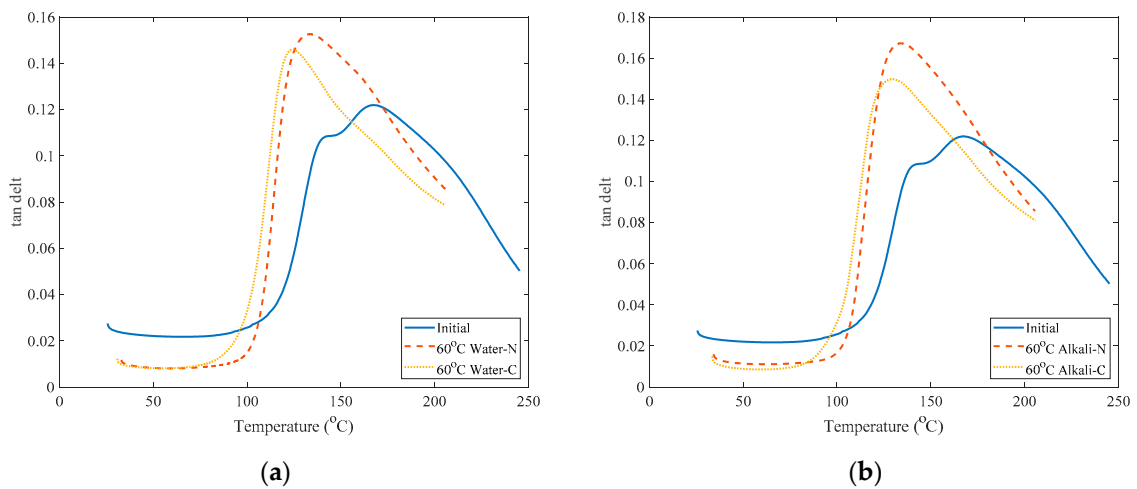 0.16
0.14
0.12
0.1
0.08
0.06
0.04
0.02
0
tan delt
0 50 100 150 200 250
Temperature (°C)
Initial
60°C Water-N
60°C Water-C
(a)
0.18
0.16
0.14
0.12
0.1
0.08
0.06
0.04
0.02
0
tan delt
0 50 100 150 200 250
Temperature (°C)
Initial
60°C Alkali-N
60°C Alkali-C
(b)